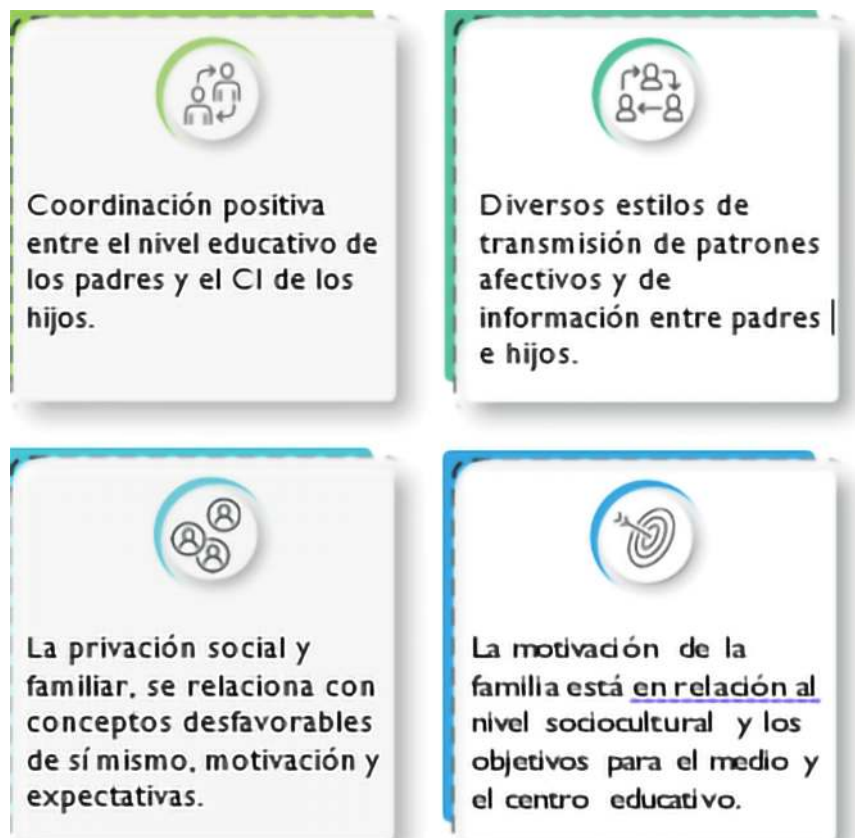 Coordinación positiva
entre el nivel educativo de
los padres y el CI de los
hijos.
Diversos estilos de
transmisión de patrones
afectivos y de
información entre padres
e hijos.
La privación social y
familiar, se relaciona con
conceptos desfavorables
de sí mismo, motivación y
expectativas.
La motivación de la
familia está en relación al
nivel sociocultural y los
objetivos para el medio y
el centro educativo.